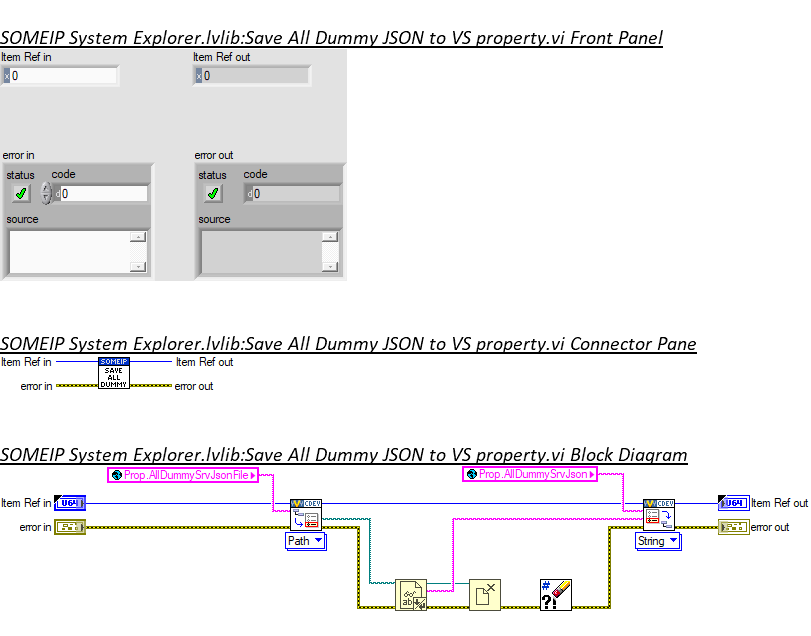 SOMEIP System Explorer.lvlib:Save All Dummy JSON to VS property.vi Front Panel
Item Ref in Item Ref out
x 0 x 0
error in error out
status code status code
d 0 d 0
source source
SOMEIP System Explorer.lvlib:Save All Dummy JSON to VS property.vi Connector Pane
Item Ref in SOMEIP Item Ref out
SAVE
ALL
error in DUMMY error out
SOMEIP System Explorer.lvlib:Save All Dummy JSON to VS property.vi Block Diagram
Prop.AllDummySrvJsonFile Prop.AllDummySrvJson
Item Ref in U64 CDEV CDEV U64 Item Ref out
error in error out
Path String
abc #
?!